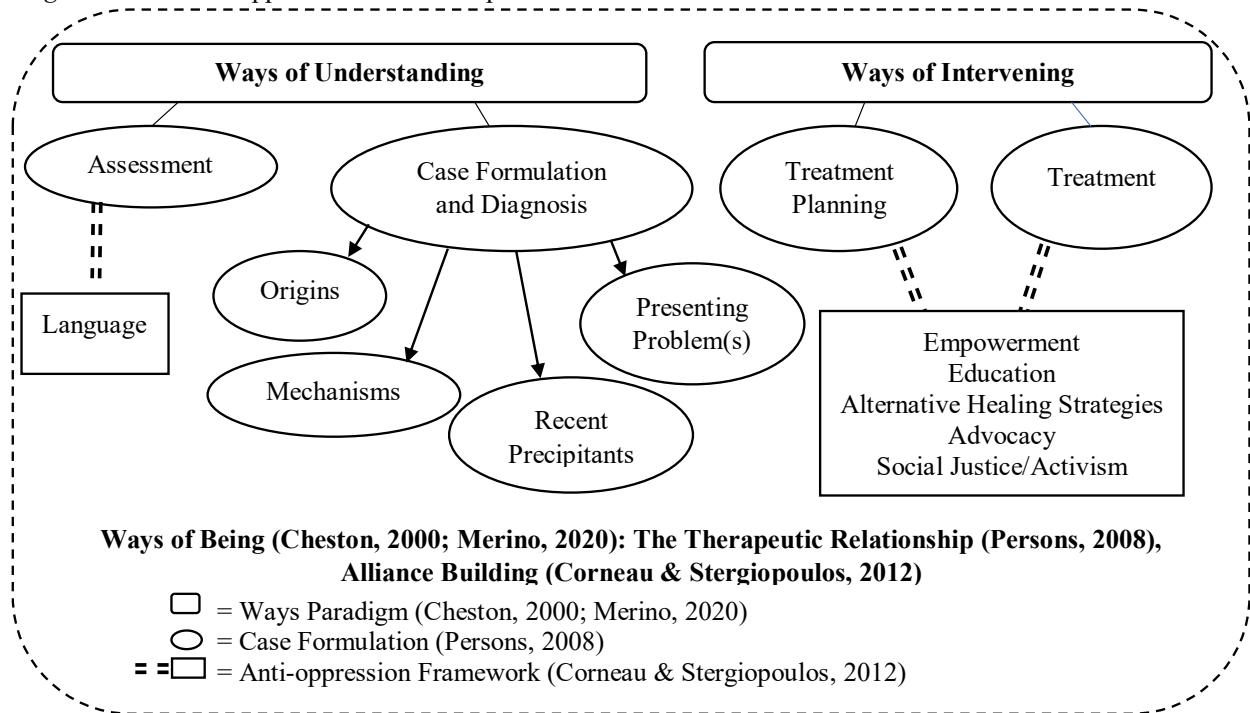 Ways of Understanding
Ways of Intervening
Assessment
Case Formulation
and Diagnosis
Treatment
Planning
Treatment
Language
Origins
Mechanisms
Recent
Precipitants
Presenting
Problem(s)
Empowerment
Education
Alternative Healing Strategies
Advocacy
Social Justice/Activism
Ways of Being (Cheston, 2000; Merino, 2020): The Therapeutic Relationship (Persons, 2008),
Alliance Building (Corneau & Stergiopoulos, 2012)
= Ways Paradigm (Cheston, 2000; Merino, 2020)
= Case Formulation (Persons, 2008)
= Anti-oppression Framework (Corneau & Stergiopoulos, 2012)